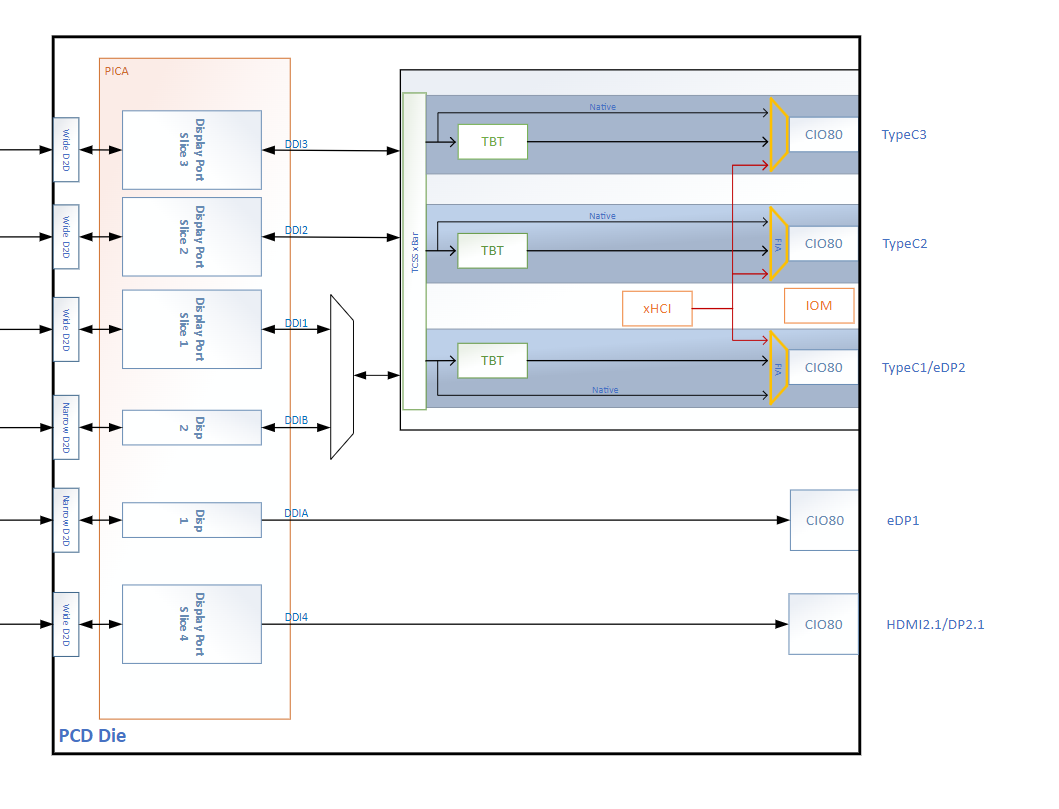 PICA
Wide D2D
Display Port
Slice 3
DDI3
Native
TBT
CIO80
TypeC3
Wide D2D
Display Port
Slice 2
DDI2
TCSS xBar
Native
TBT
FIA
CIO80
TypeC2
xHCI
IOM
Wide D2D
Display Port
Slice 1
DDI1
TBT
Native
FIA
CIO80
TypeC1/eDP2
Narrow D2D
Disp
2
DDIB
Narrow D2D
Disp
1
DDIA
CIO80
eDP1
Wide D2D
Display Port
Slice 4
DDI4
CIO80
HDMI2.1/DP2.1
PCD Die